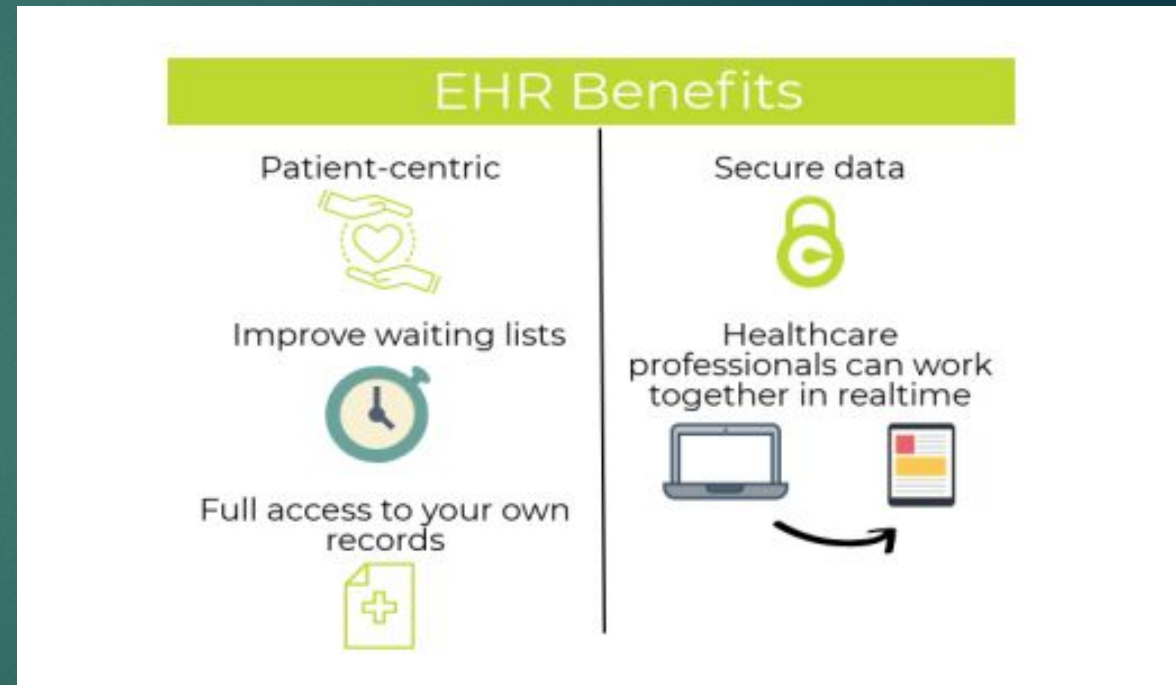 EHR Benefits
Patient-centric
Improve waiting lists
Full access to your own
records
Secure data
Healthcare
professionals can work
together in realtime